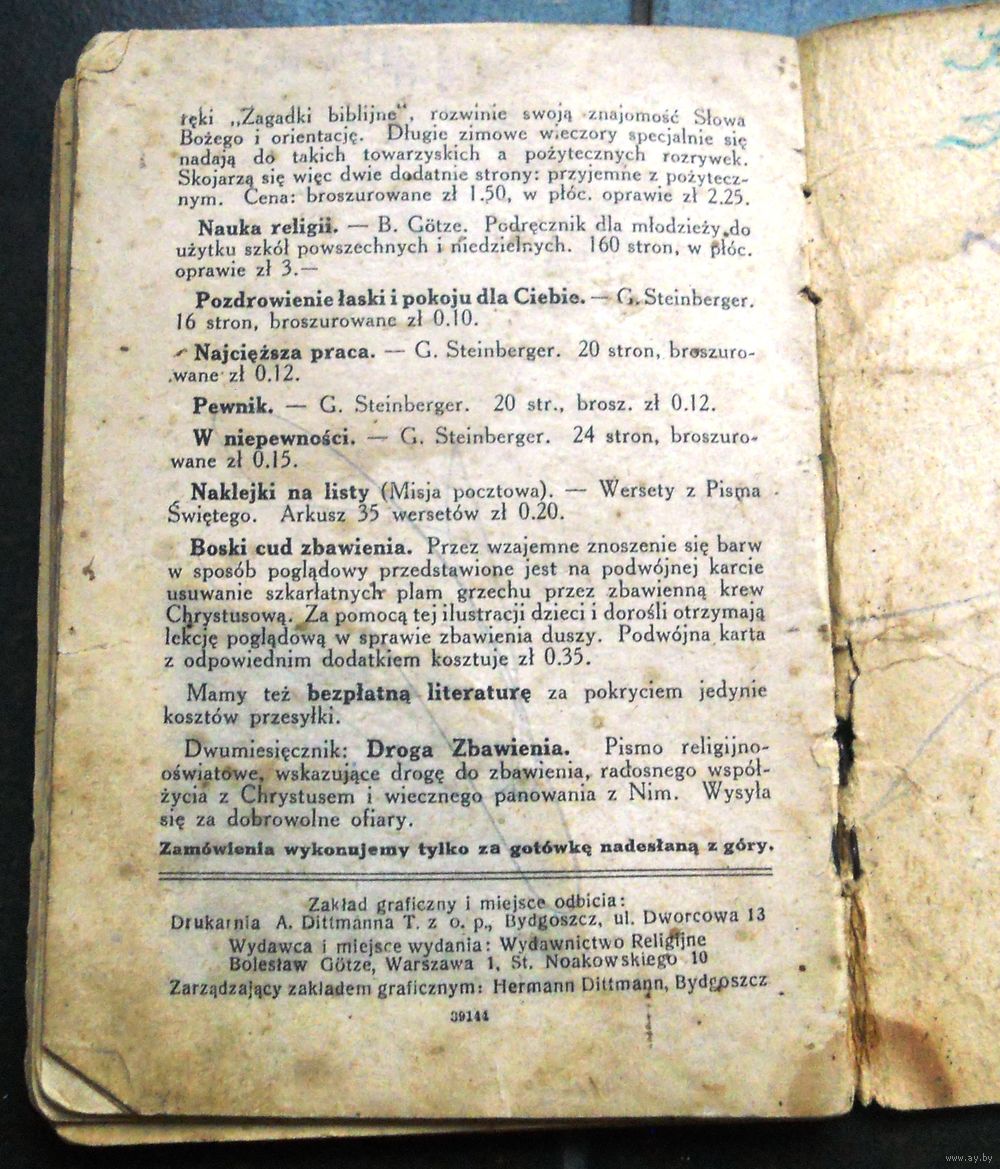 ręki „Zagadki biblijne“, rozwinie swoją znajomość Słowa
Bożego i orientację. Długie zimowe wieczory specjalnie się
nadają do takich towarzyskich a pożytecznych rozrywek.
Skojarzą się więc dwie dodatnie strony: przyjemne z pożytecz-
nym. Cena: broszurowane zł 1.50, w płóc. oprawie zł 2.25.
Nauka religii. — B. Götze. Podręcznik dla młodzieży do
użytku szkół powszechnych i niedzielnych. 160 stron, w płóc.
oprawie zł 3.—
Pozdrowienie łaski i pokoju dla Ciebie. — G. Steinberger.
16 stron, broszurowane zł 0.10.
Najcięższa praca. — G. Steinberger. 20 stron, broszuro-
wane zł 0.12.
Pewnik. — G. Steinberger. 20 str., brosz. zł 0.12.
W niepewności. — G. Steinberger. 24 stron, broszuro-
wane zł 0.15.
Naklejki na listy (Misja pocztowa). — Wersety z Pisma
Świętego. Arkusz 35 wersetów zł 0.20.
Boski cud zbawienia. Przez wzajemne znoszenie się barw
w sposób poglądowy przedstawione jest na podwójnej karcie
usuwanie szkarłatnych plam grzechu przez zbawienną krew
Chrystusową. Za pomocą tej ilustracji dzieci i dorośli otrzymają
lekcję poglądową w sprawie zbawienia duszy. Podwójna karta
z odpowiednim dodatkiem kosztuje zł 0.35.
Mamy też bezpłatną literaturę za pokryciem jedynie
kosztów przesyłki.
Dwumiesięcznik: Droga Zbawienia. Pismo religijno-
oświatowe, wskazujące drogę do zbawienia, radosnego współ-
życia z Chrystusem i wiecznego panowania z Nim. Wysyła
się za dobrowolne ofiary.
Zamówienia wykonujemy tylko za gotówkę nadesłaną z góry.
Zakład graficzny i miejsce odbicia:
Drukarnia A. Dittmanna T. z o. p., Bydgoszcz, ul. Dworcowa 13
Wydawca i miejsce wydania: Wydawnictwo Religijne
Bolesław Götze, Warszawa 1, St. Noakowskiego 10
Zarządzający zakładem graficznym: Hermann Dittmann, Bydgoszcz
39144
www.ay.by